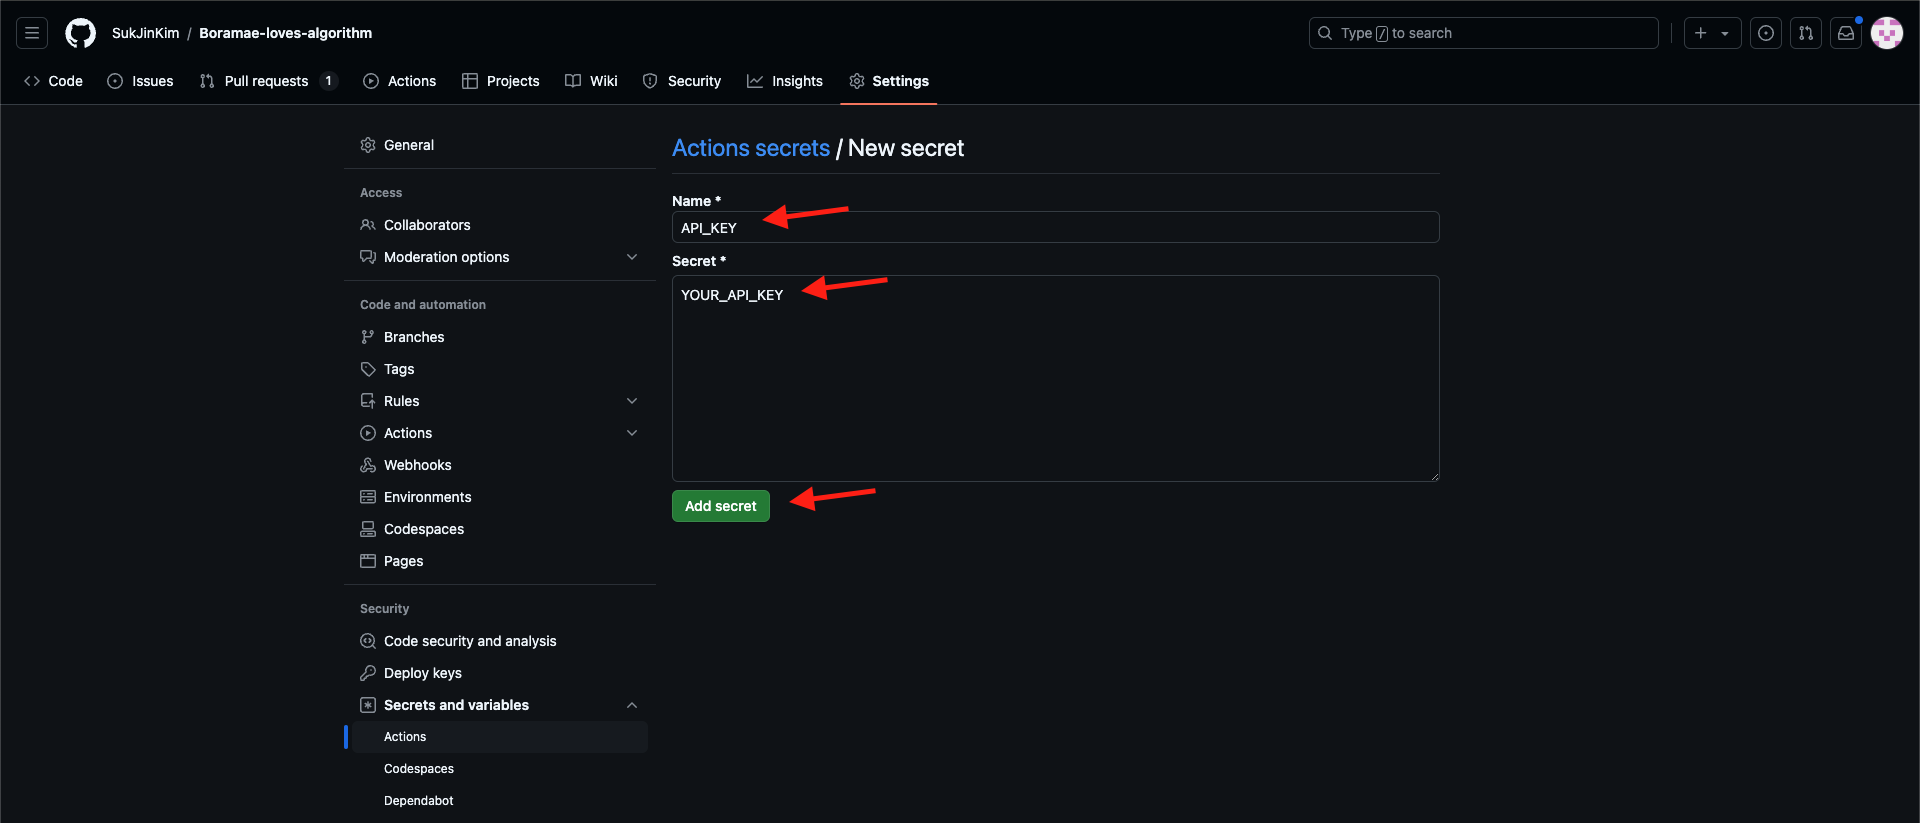 SukJinKim / Boramae-loves-algorithm
Type / to search
Code Issues Pull requests 1 Actions Projects Wiki Security Insights Settings
General
Access
Collaborators
Moderation options
Code and automation
Branches
Tags
Rules
Actions
Webhooks
Environments
Codespaces
Pages
Security
Code security and analysis
Deploy keys
Secrets and variables
Actions
Codespaces
Dependabot
Actions secrets / New secret
Name *
API_KEY
Secret *
YOUR_API_KEY
Add secret